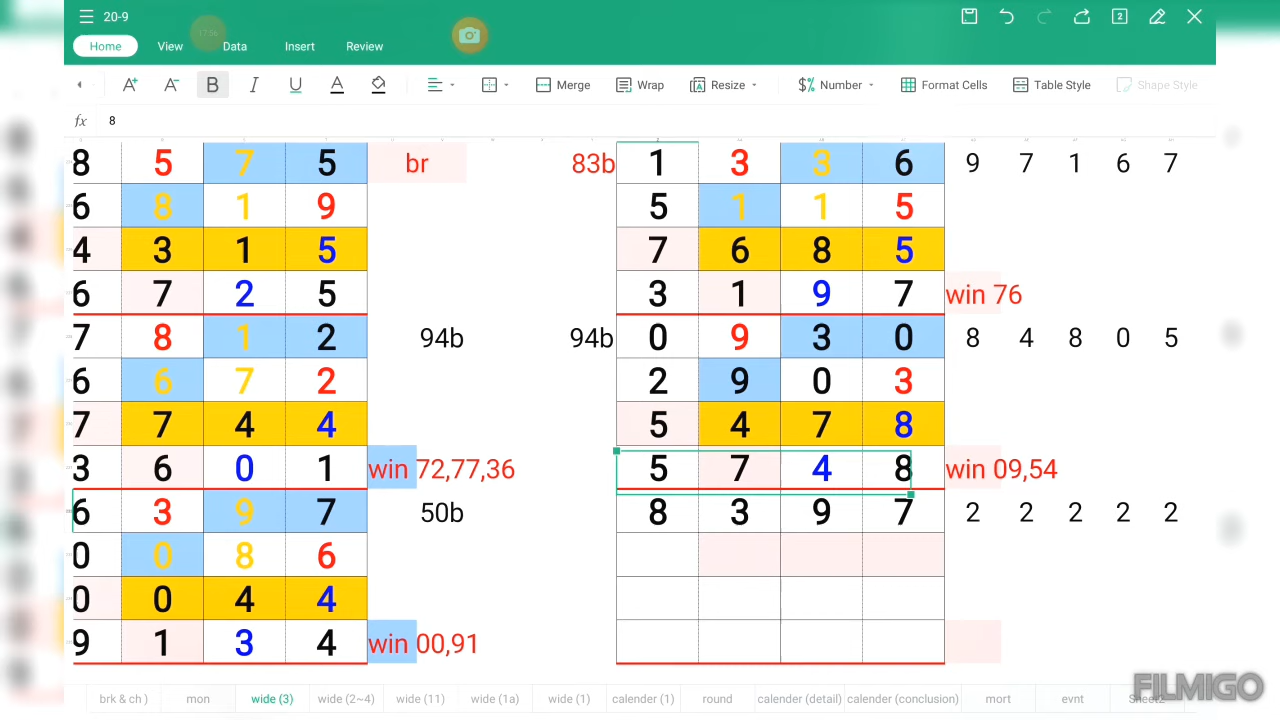 20-9
17:56
Home View Data Insert Review
A+ A- B I U A Merge Wrap Resize $% Number Format Cells Table Style Shape Style
fx 8
8 5 7 5 br 83b 1 3 3 6 9 7 1 6 7
6 8 1 9 5 1 1 5
4 3 1 5 7 6 8 5
6 7 2 5 3 1 9 7 win 76
7 8 1 2 94b 94b 0 9 3 0 8 4 8 0 5
6 6 7 2 2 9 0 3
7 7 4 4 5 4 7 8
3 6 0 1 win 72,77,36 5 7 4 8 win 09,54
6 3 9 7 50b 8 3 9 7 2 2 2 2 2
0 0 8 6
0 0 4 4
9 1 3 4 win 00,91
brk & ch ) mon wide (3) wide (2~4) wide (11) wide (1a) wide (1) calender (1) round calender (detail) calender (conclusion) mort evnt Sheet2
FILMIGO